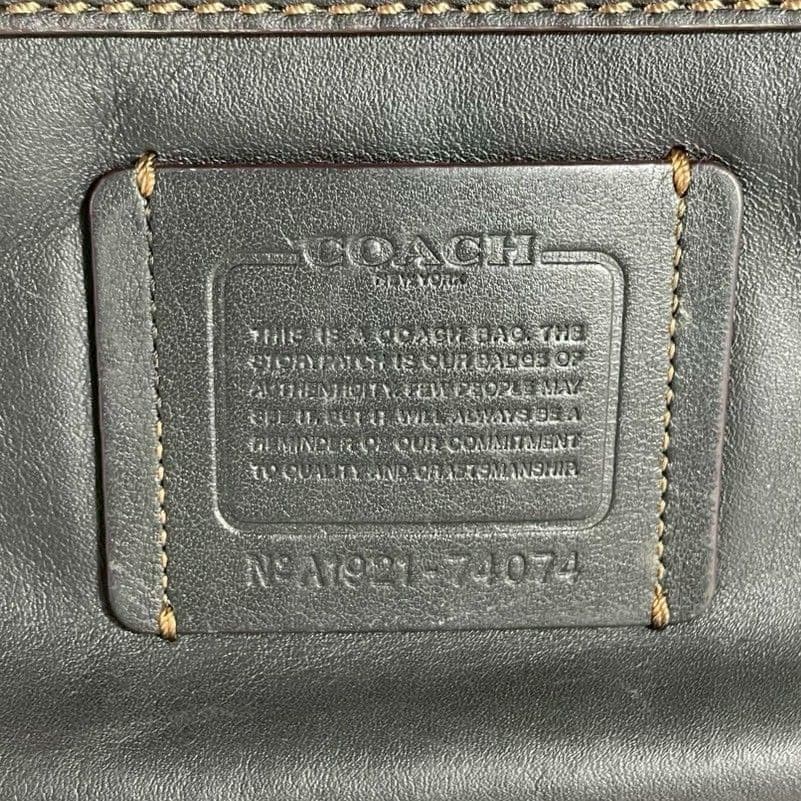 COACH
NEW YORK
THIS IS A COACH BAG. THE
STORYPATCH IS OUR BADGE OF
AUTHENTICITY. FEW PEOPLE MAY
SEE IT, BUT IT WILL ALWAYS BE A
REMINDER OF OUR COMMITMENT
TO QUALITY AND CRAFTSMANSHIP.
Nº A1921-74074